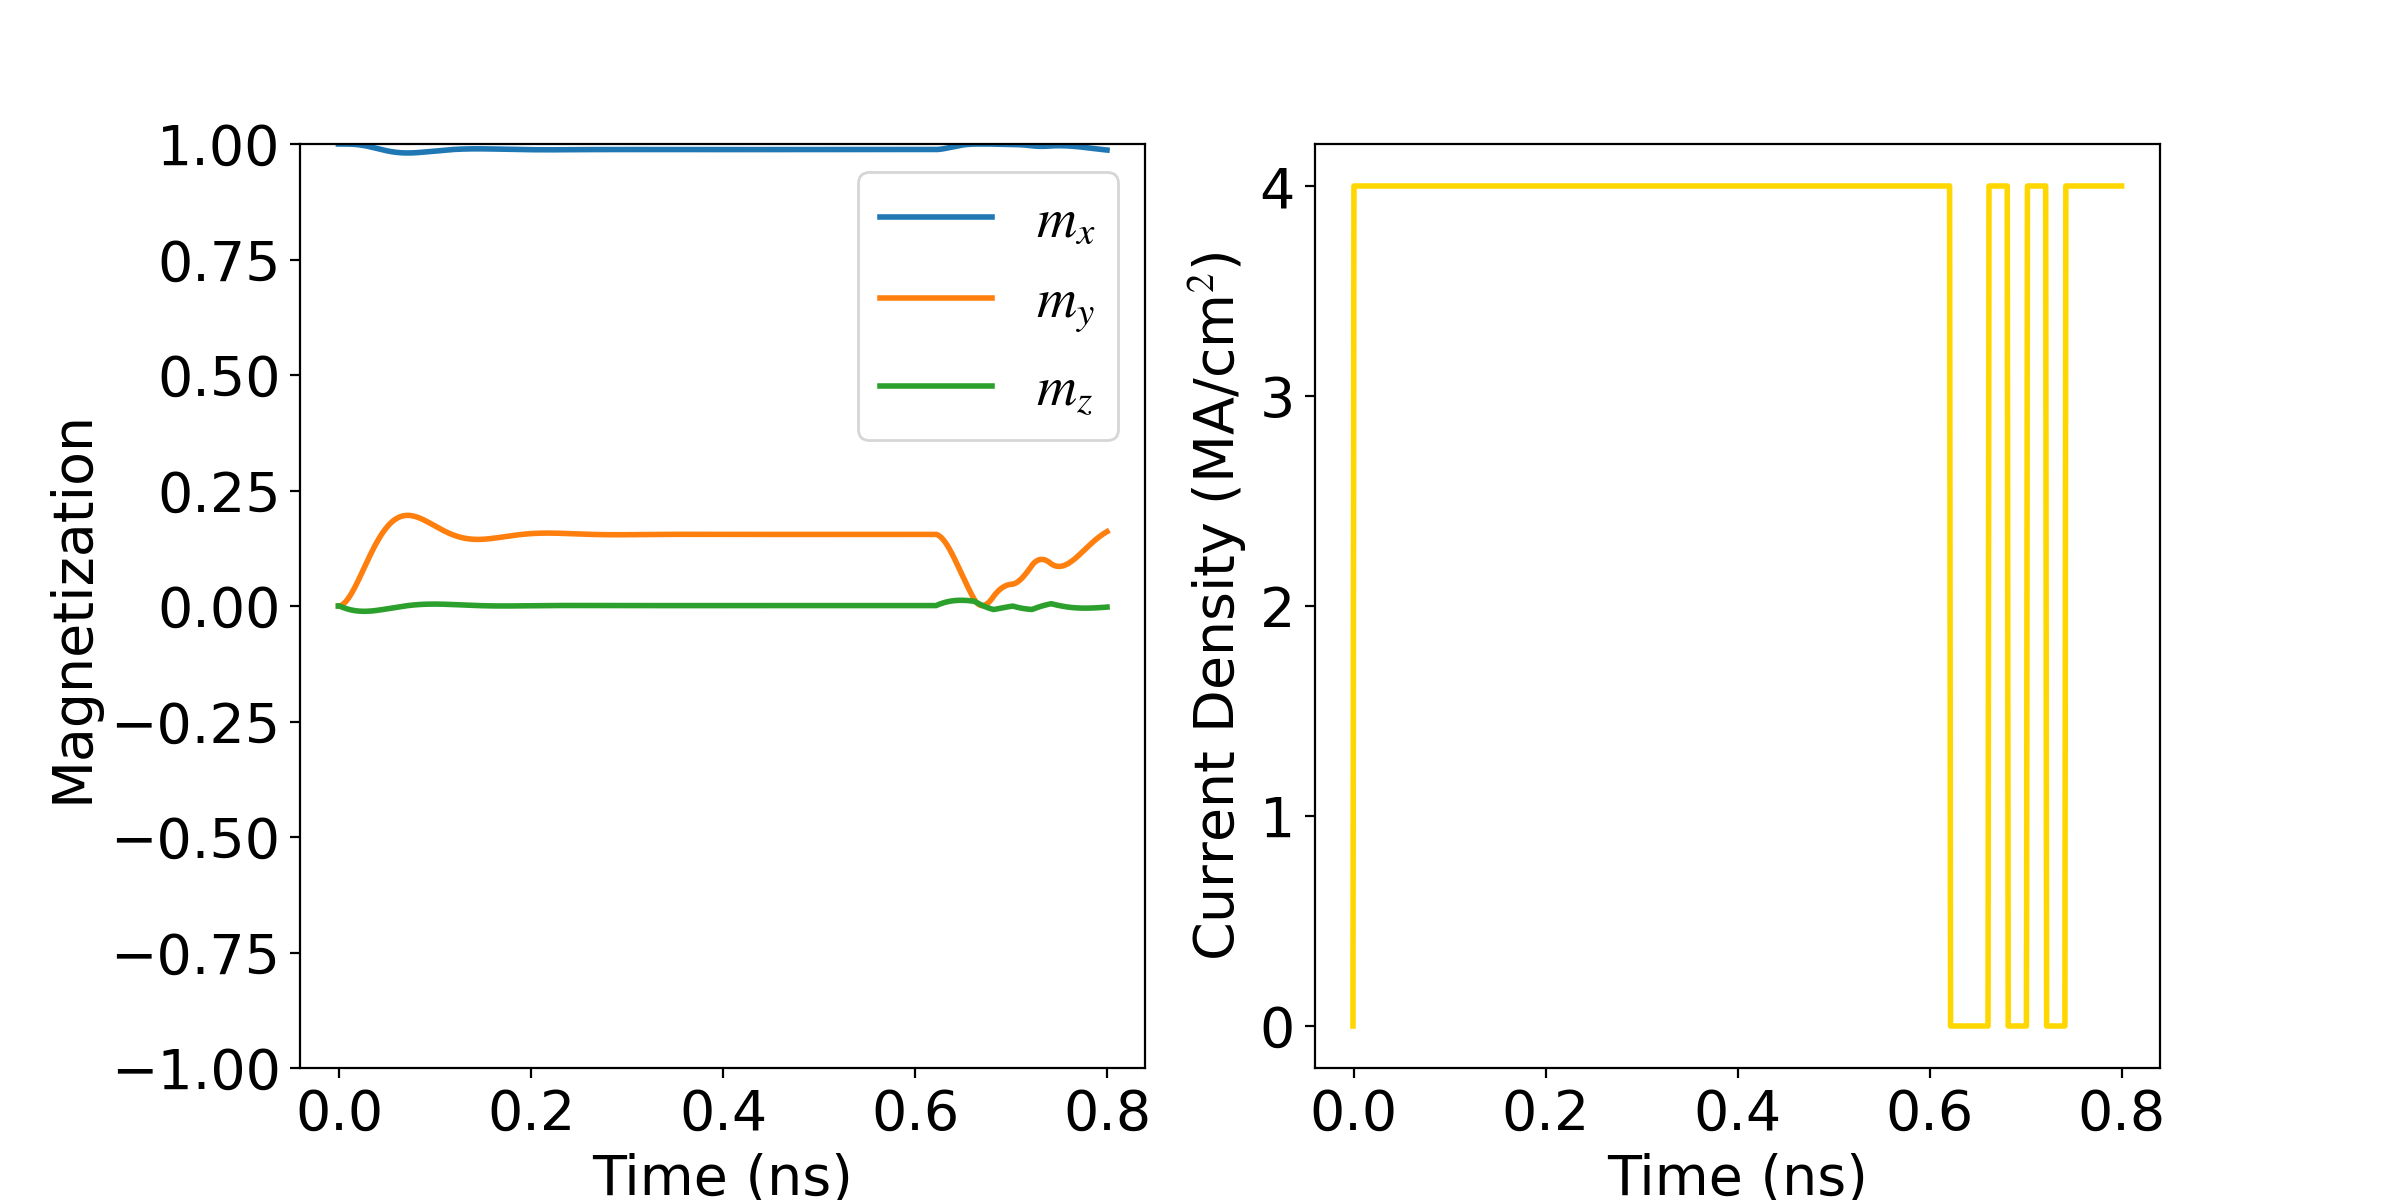 Magnetization
1.00
0.75
0.50
0.25
0.00
−0.25
−0.50
−0.75
−1.00
0.0 0.2 0.4 0.6 0.8
Time (ns)
m_x
m_y
m_z
Current Density (MA/cm²)
4
3
2
1
0
0.0 0.2 0.4 0.6 0.8
Time (ns)